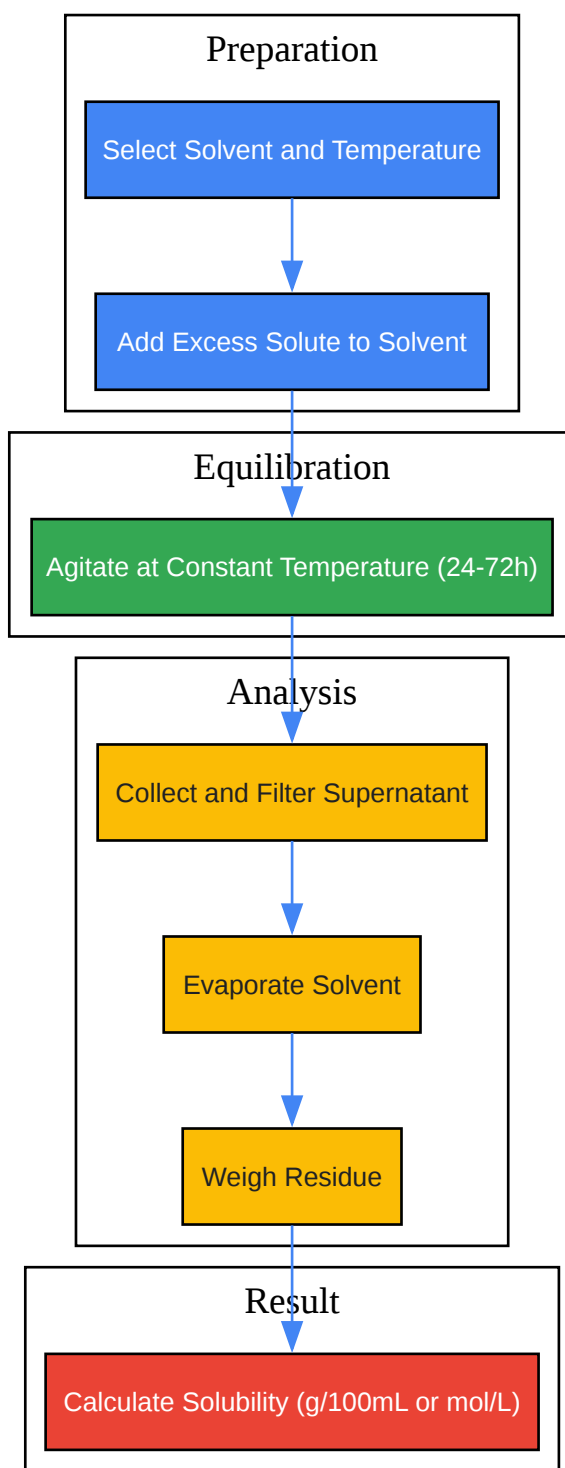 Preparation
Select Solvent and Temperature
Add Excess Solute to Solvent
Equilibration
Agitate at Constant Temperature (24-72h)
Analysis
Collect and Filter Supernatant
Evaporate Solvent
Weigh Residue
Result
Calculate Solubility (g/100mL or mol/L)